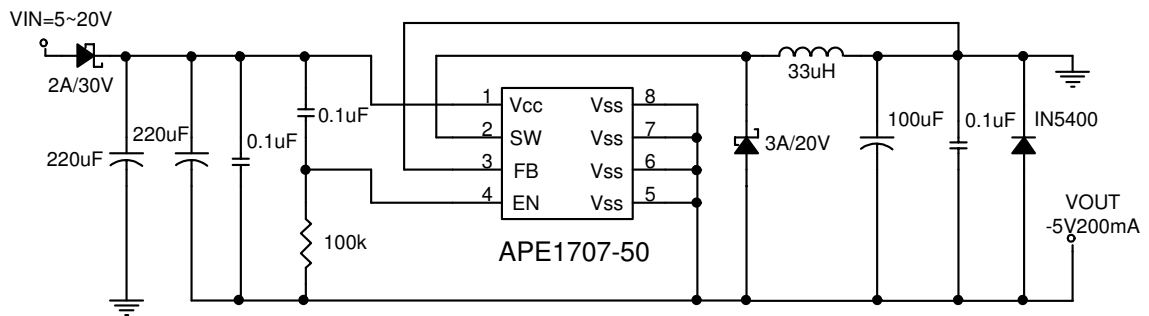 VIN=5~20V
2A/30V
220uF
220uF
0.1uF
0.1uF
100k
1
2
3
4
Vcc
SW
FB
EN
Vss
Vss
Vss
Vss
8
7
6
5
APE1707-50
33uH
3A/20V
100uF
0.1uF
IN5400
VOUT
-5V200mA